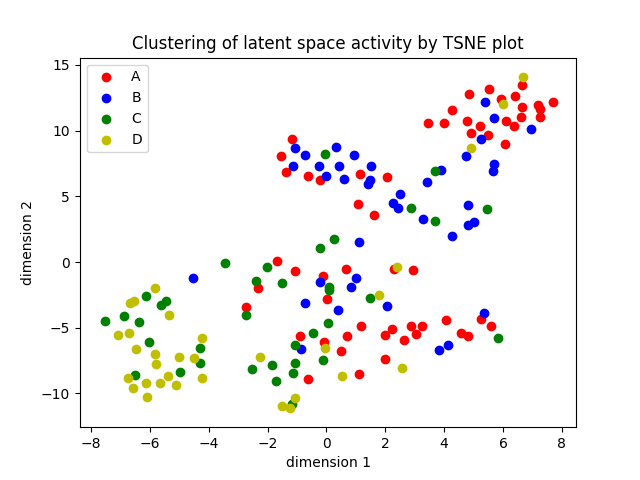 Clustering of latent space activity by TSNE plot
A
B
C
D
15
10
5
0
−5
−10
dimension 2
−8 −6 −4 −2 0 2 4 6 8
dimension 1